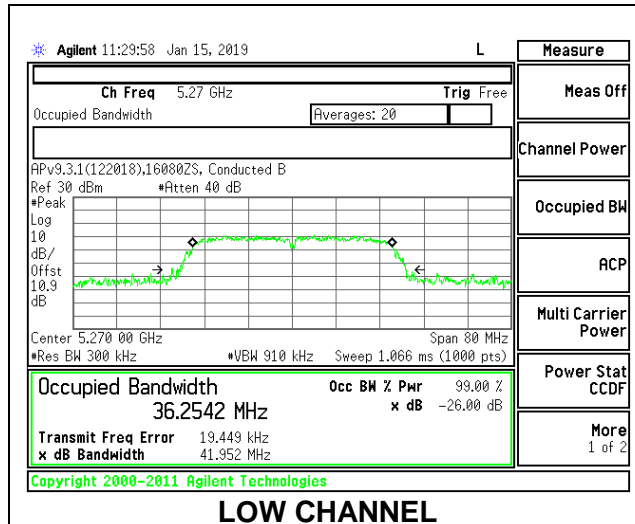 Agilent 11:29:58 Jan 15, 2019 L
Measure
Ch Freq 5.27 GHz Trig Free
Occupied Bandwidth Averages: 20
APv9.3.1(122018),16080ZS, Conducted B
Ref 30 dBm #Atten 40 dB
#Peak
Log
10
dB/
Offst
10.9
dB
Center 5.270 00 GHz Span 80 MHz
#Res BW 300 kHz #VBW 910 kHz Sweep 1.066 ms (1000 pts)
Occupied Bandwidth Occ BW % Pwr 99.00 %
36.2542 MHz x dB -26.00 dB
Transmit Freq Error 19.449 kHz
x dB Bandwidth 41.952 MHz
Copyright 2000-2011 Agilent Technologies
Meas Off
Channel Power
Occupied BW
ACP
Multi Carrier
Power
Power Stat
CCDF
More
1 of 2
LOW CHANNEL